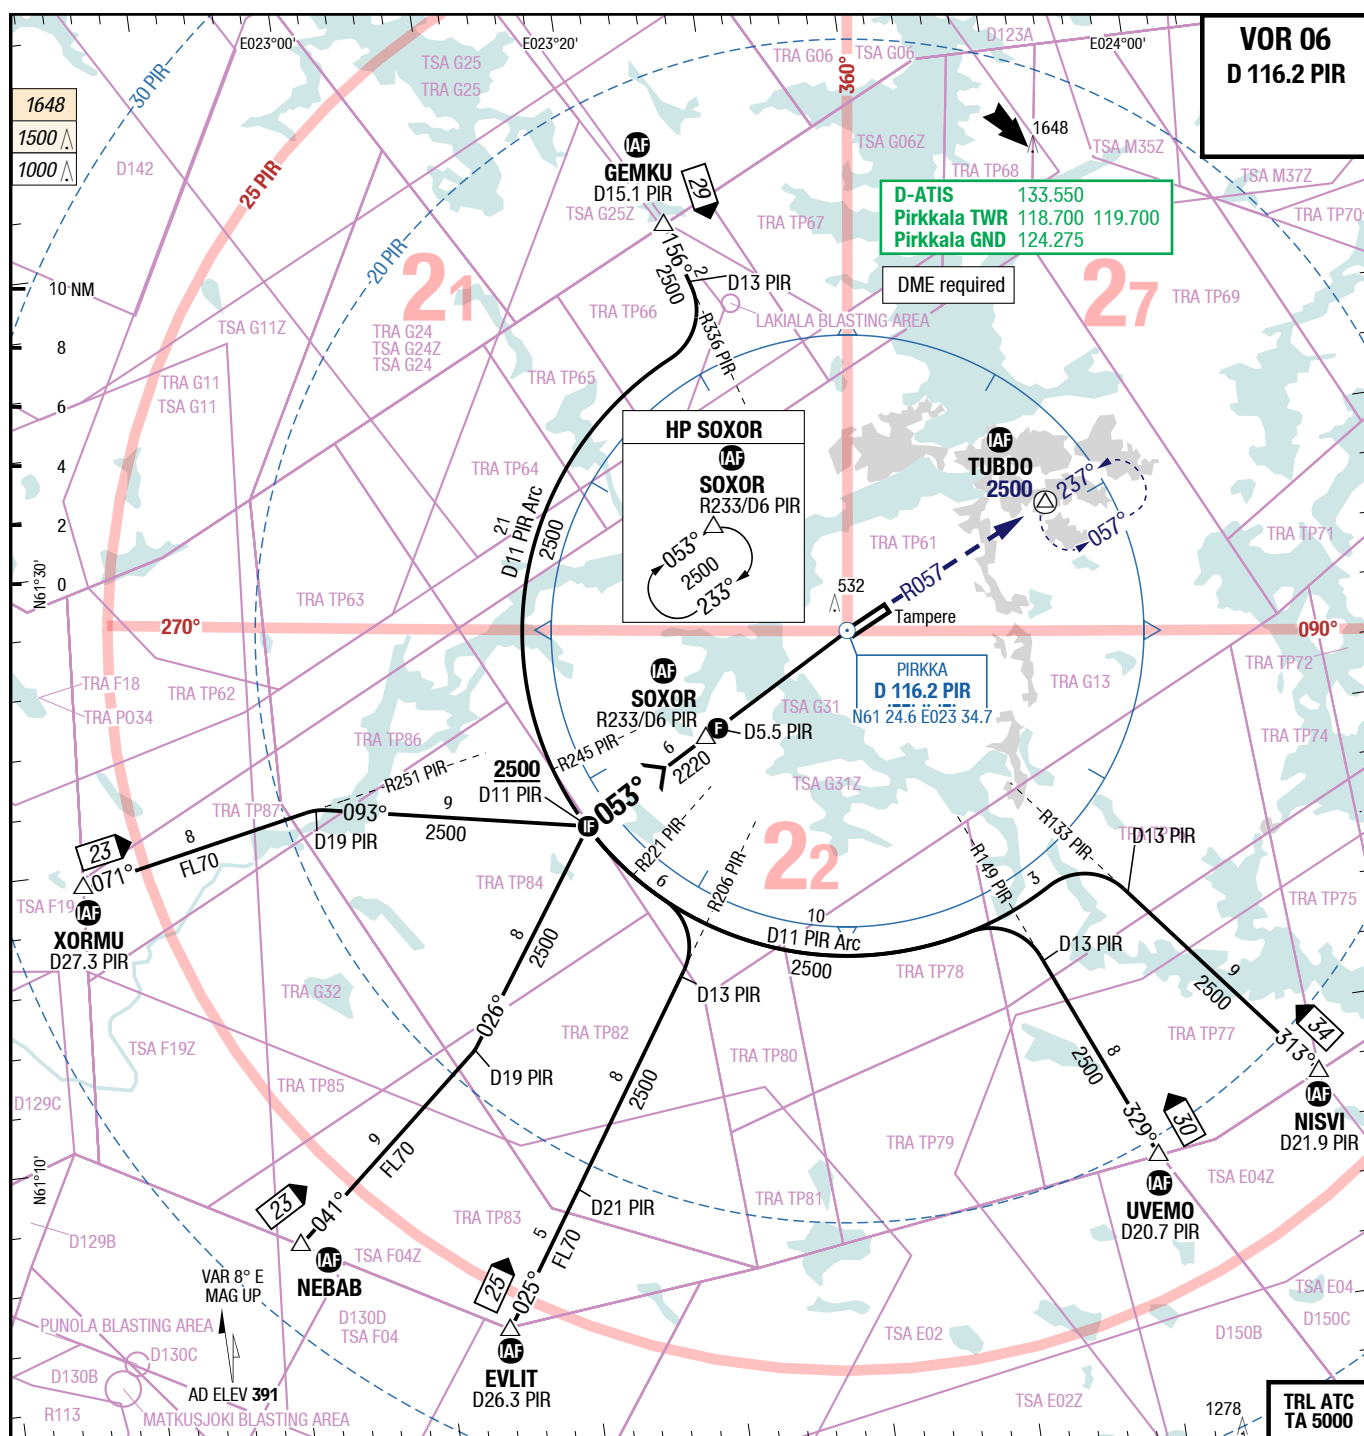 VOR 06
D 116.2 PIR
E023°00'
E023°20'
E024°00'
D123A
TRA G06
TSA G06
360°
TSA G25
TRA G25
30 PIR
1648
1500
1000
D142
25 PIR
IAF
GEMKU
D15.1 PIR
29
TSA G25Z
TSA G06Z
1648
TSA M35Z
TRA TP68
TSA M37Z
TRA TP70
D-ATIS 133.550
Pirkkala TWR 118.700 119.700
Pirkkala GND 124.275
TRA TP67
20 PIR
21
156°
2500
2
D13 PIR
DME required
27
TRA TP69
10 NM
8
6
4
2
0
TSA G11Z
TRA G24
TSA G24Z
TSA G24
TRA TP66
LAKIALA BLASTING AREA
R336 PIR
TRA G11
TSA G11
TRA TP65
HP SOXOR
IAF
SOXOR
R233/D6 PIR
053°
2500
233°
IAF
TUBDO
2500
237°
057°
TRA TP64
21
D11 PIR Arc
2500
TRA TP61
TRA TP71
N61°30'
TRA TP63
532
R057
Tampere
270°
090°
PIRKKA
D 116.2 PIR
N61 24.6 E023 34.7
TRA TP72
TRA G13
TRA F18
TRA PO34
TRA TP62
IAF
SOXOR
R233/D6 PIR
TSA G31
F
D5.5 PIR
TRA TP86
TRA TP74
R251 PIR
R245 PIR
2500
D11 PIR
6
2220
TSA G31Z
TRA TP87
093°
9
2500
D19 PIR
IF
053°
8
FL70
23
071°
R221 PIR
R206 PIR
22
R149 PIR
R133 PIR
D13 PIR
TSA F19
IAF
XORMU
D27.3 PIR
TRA TP84
6
3
TRA TP75
10
D11 PIR Arc
2500
D13 PIR
8
2500
TRA TP78
9
2500
TRA G32
D13 PIR
026°
TSA F19Z
TRA TP82
TRA TP80
TRA TP77
34
313°
D19 PIR
TRA TP85
D129C
8
2500
8
2500
IAF
NISVI
D21.9 PIR
329°
30
9
FL70
TRA TP79
N61°10'
TSA E04Z
23
041°
D21 PIR
TRA TP81
IAF
UVEMO
D20.7 PIR
TRA TP83
5
FL70
D129B
TSA F04Z
IAF
NEBAB
VAR 8° E
MAG UP
25
025°
TSA E04
D130D
TSA F04
D150C
PUNOLA BLASTING AREA
TSA E02
D150B
D130C
IAF
EVLIT
D26.3 PIR
D130B
AD ELEV 391
TSA E02Z
R113
MATKUSJOKI BLASTING AREA
1278
TRL ATC
TA 5000